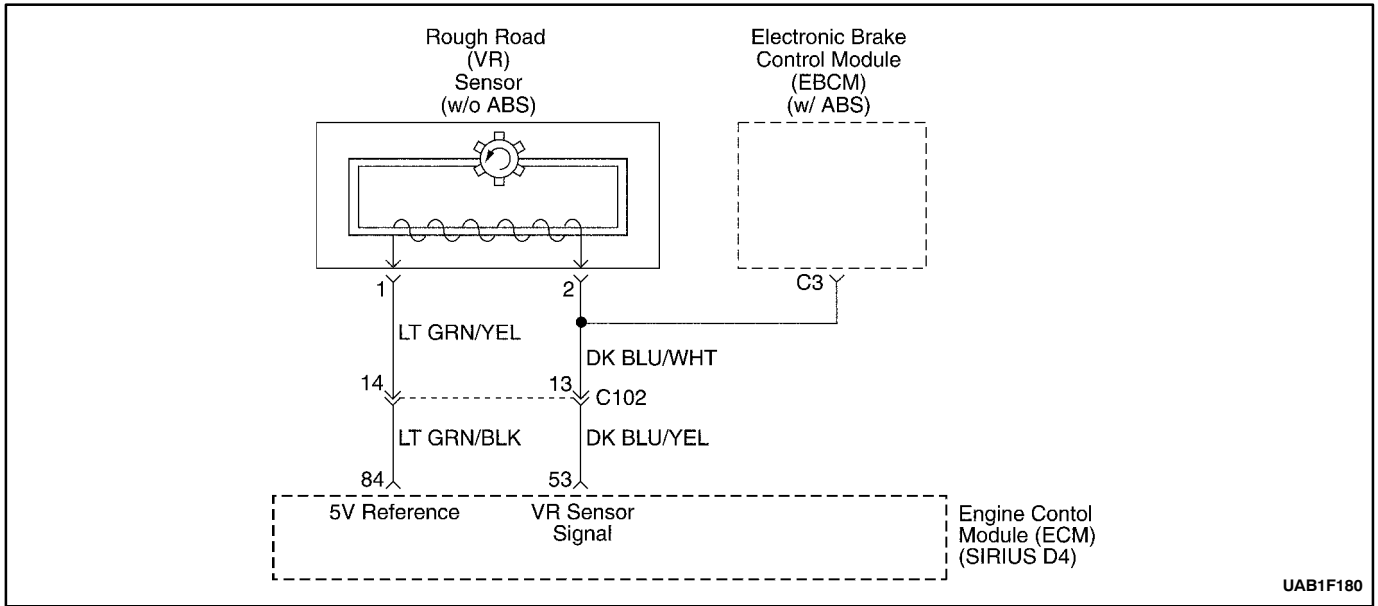 Rough Road
(VR)
Sensor
(w/o ABS)
Electronic Brake
Control Module
(EBCM)
(w/ ABS)
1
2
C3
LT GRN/YEL
DK BLU/WHT
14
13
C102
LT GRN/BLK
DK BLU/YEL
84
53
5V Reference
VR Sensor
Signal
Engine Contol
Module (ECM)
(SIRIUS D4)
UAB1F180